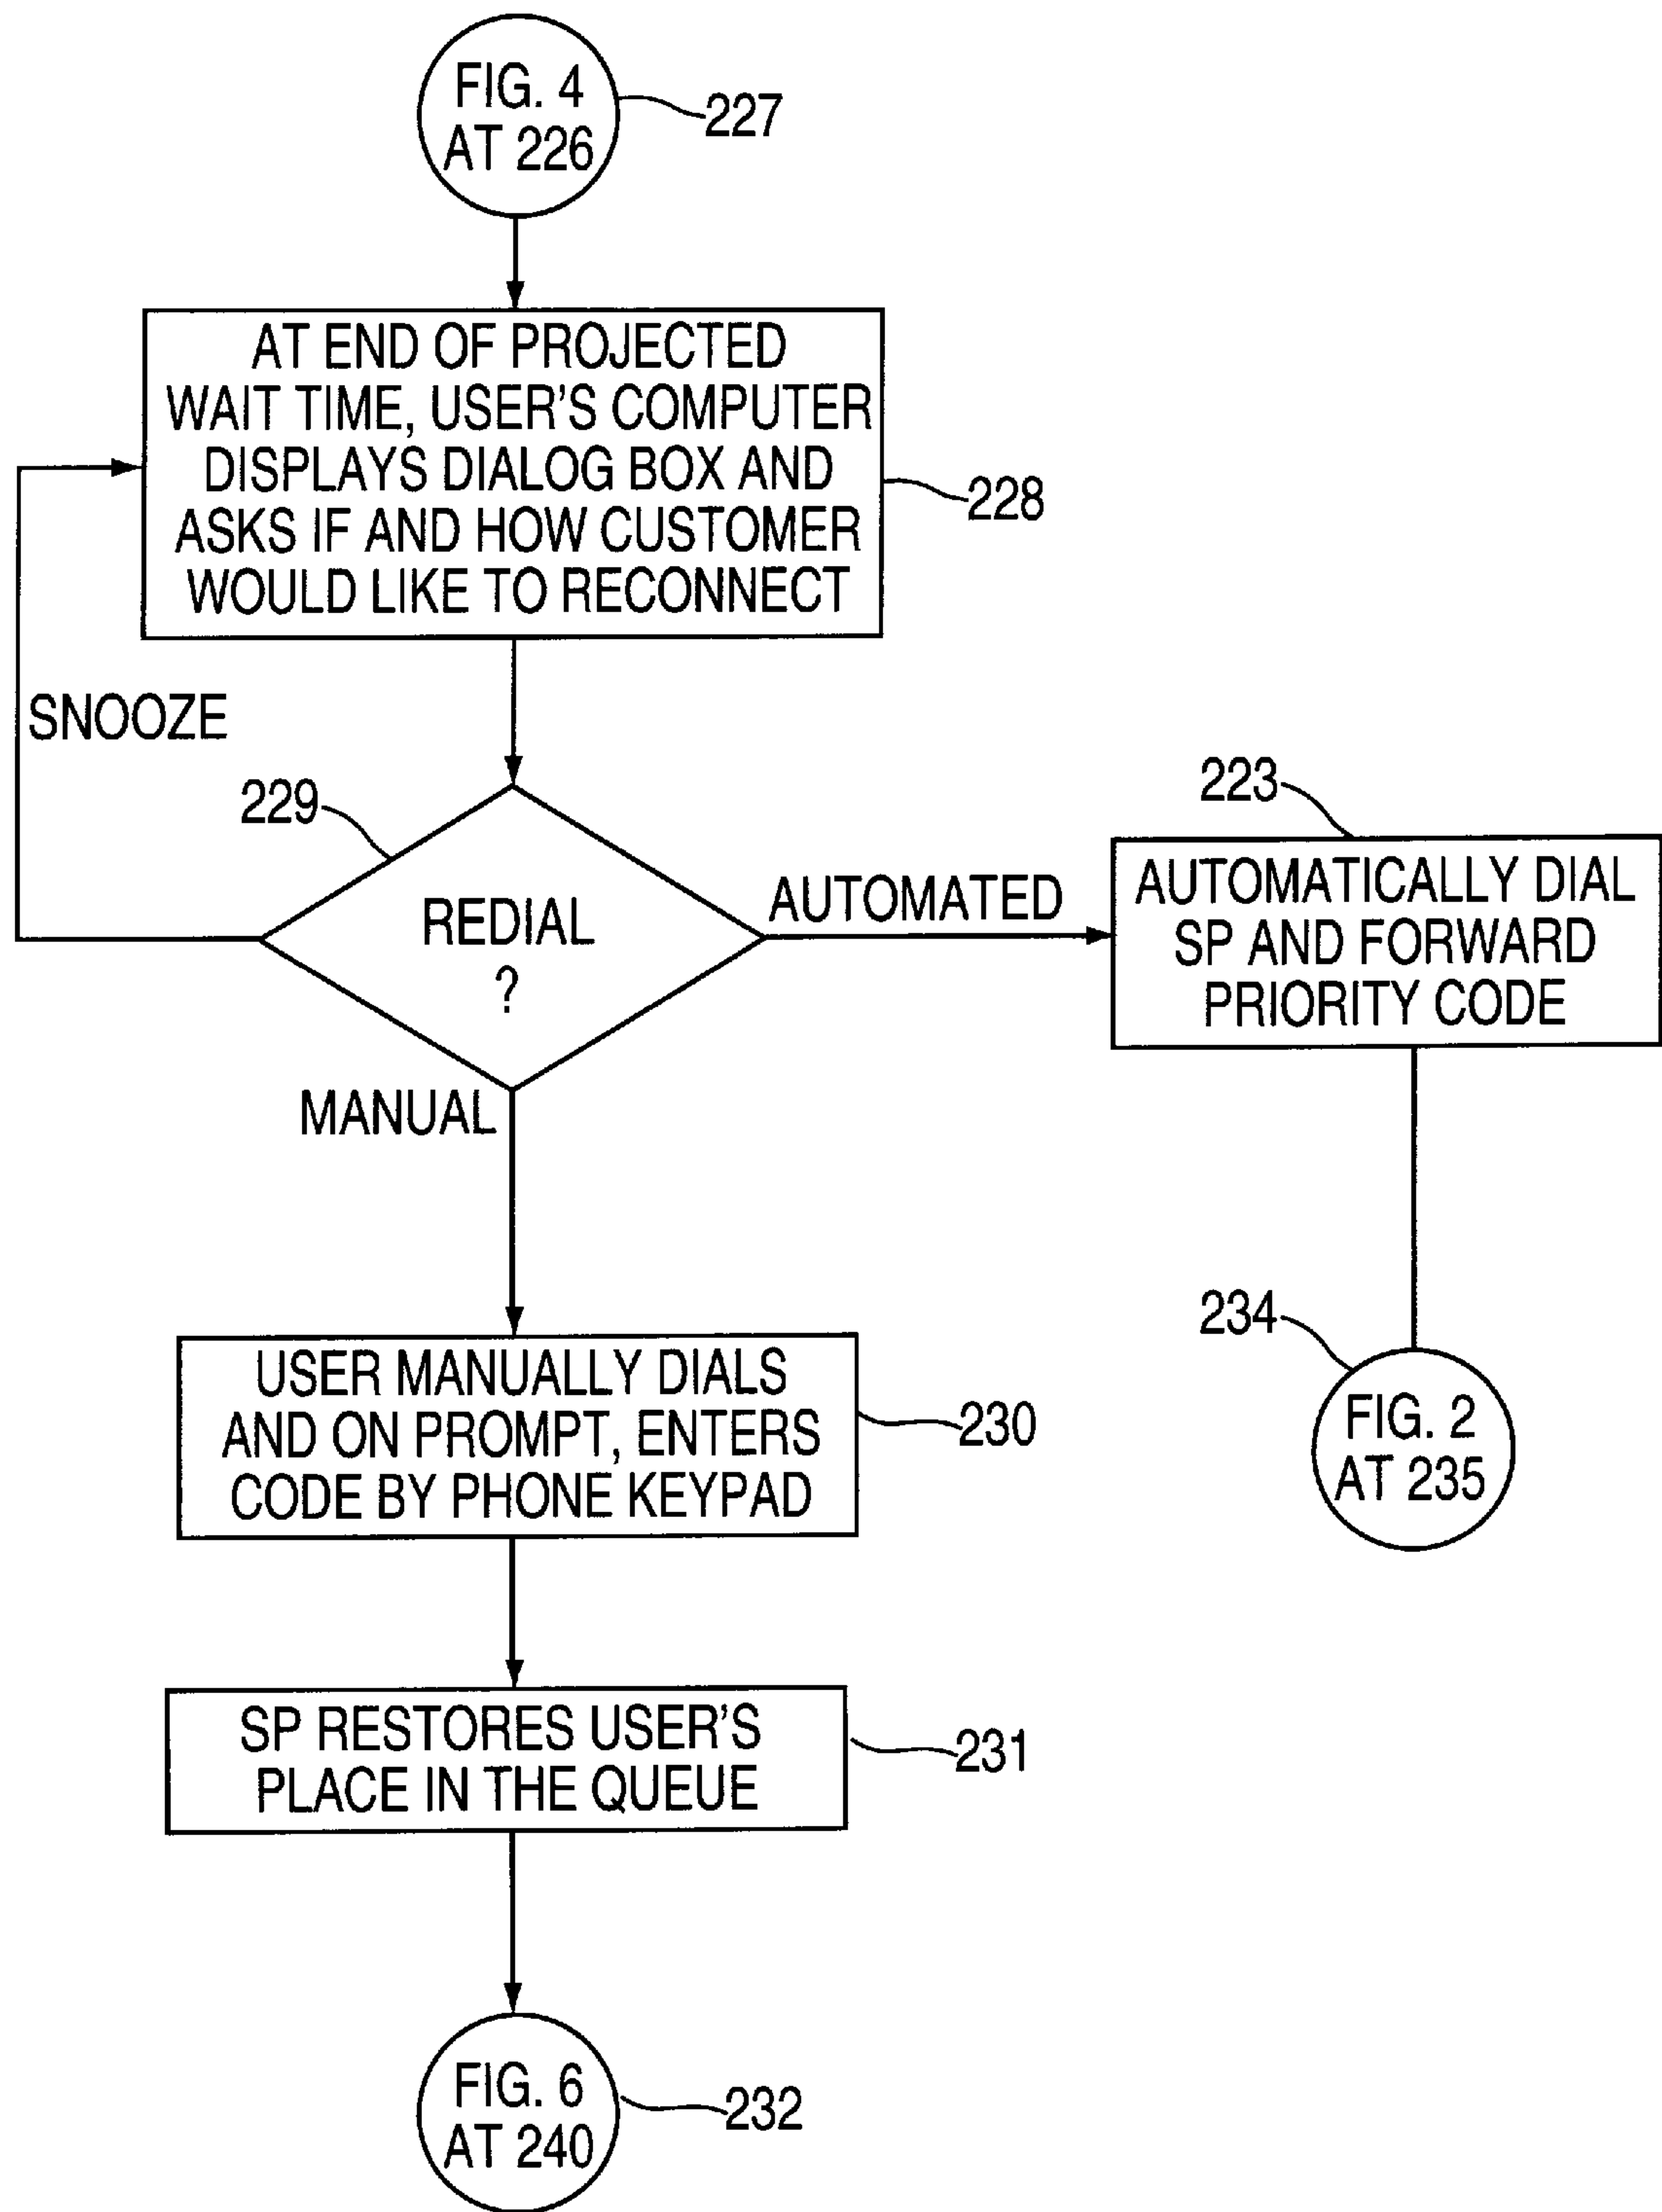 FIG. 4
AT 226
227
AT END OF PROJECTED
WAIT TIME, USER'S COMPUTER
DISPLAYS DIALOG BOX AND
ASKS IF AND HOW CUSTOMER
WOULD LIKE TO RECONNECT
228
SNOOZE
229
REDIAL
?
AUTOMATED
223
AUTOMATICALLY DIAL
SP AND FORWARD
PRIORITY CODE
MANUAL
234
FIG. 2
AT 235
USER MANUALLY DIALS
AND ON PROMPT, ENTERS
CODE BY PHONE KEYPAD
230
SP RESTORES USER'S
PLACE IN THE QUEUE
231
FIG. 6
AT 240
232